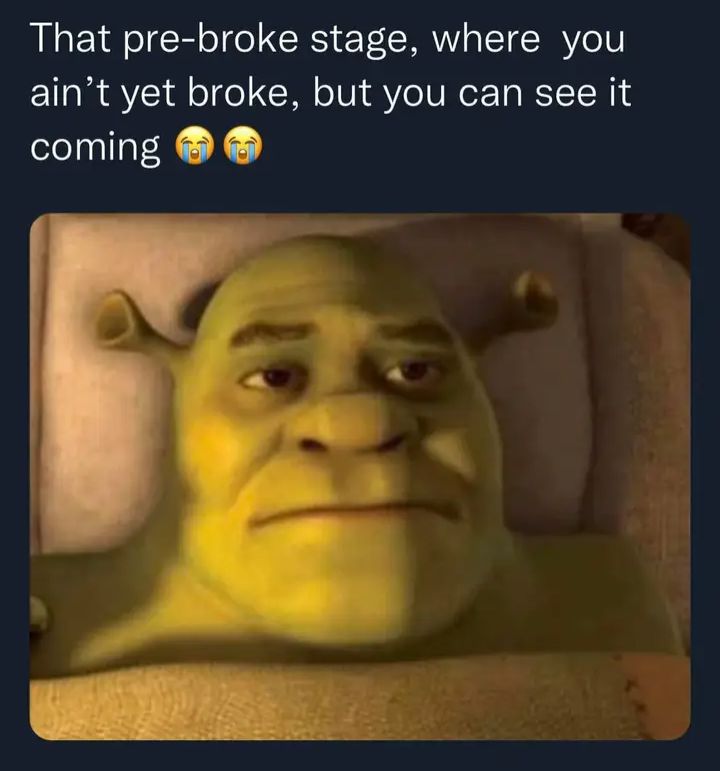 That pre-broke stage, where  you
ain’t yet broke, but you can see it
coming 😭😭